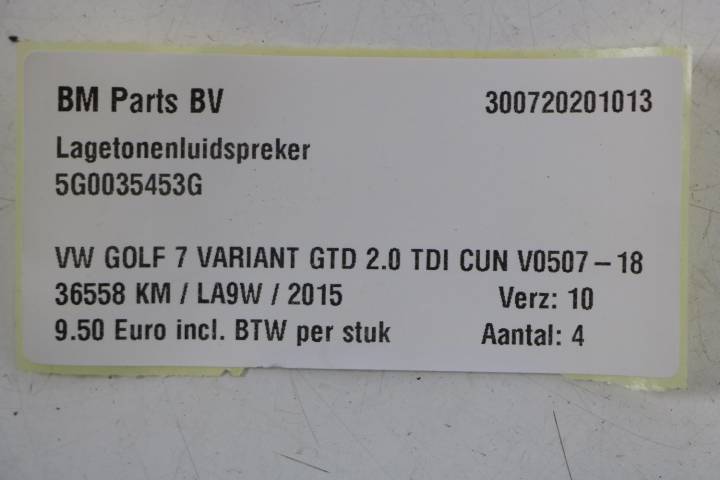 BM Parts BV 300720201013
Lagetonenluidspreker
5G0035453G
VW GOLF 7 VARIANT GTD 2.0 TDI CUN V0507-18
36558 KM / LA9W / 2015 Verz: 10
9.50 Euro incl. BTW per stuk Aantal: 4